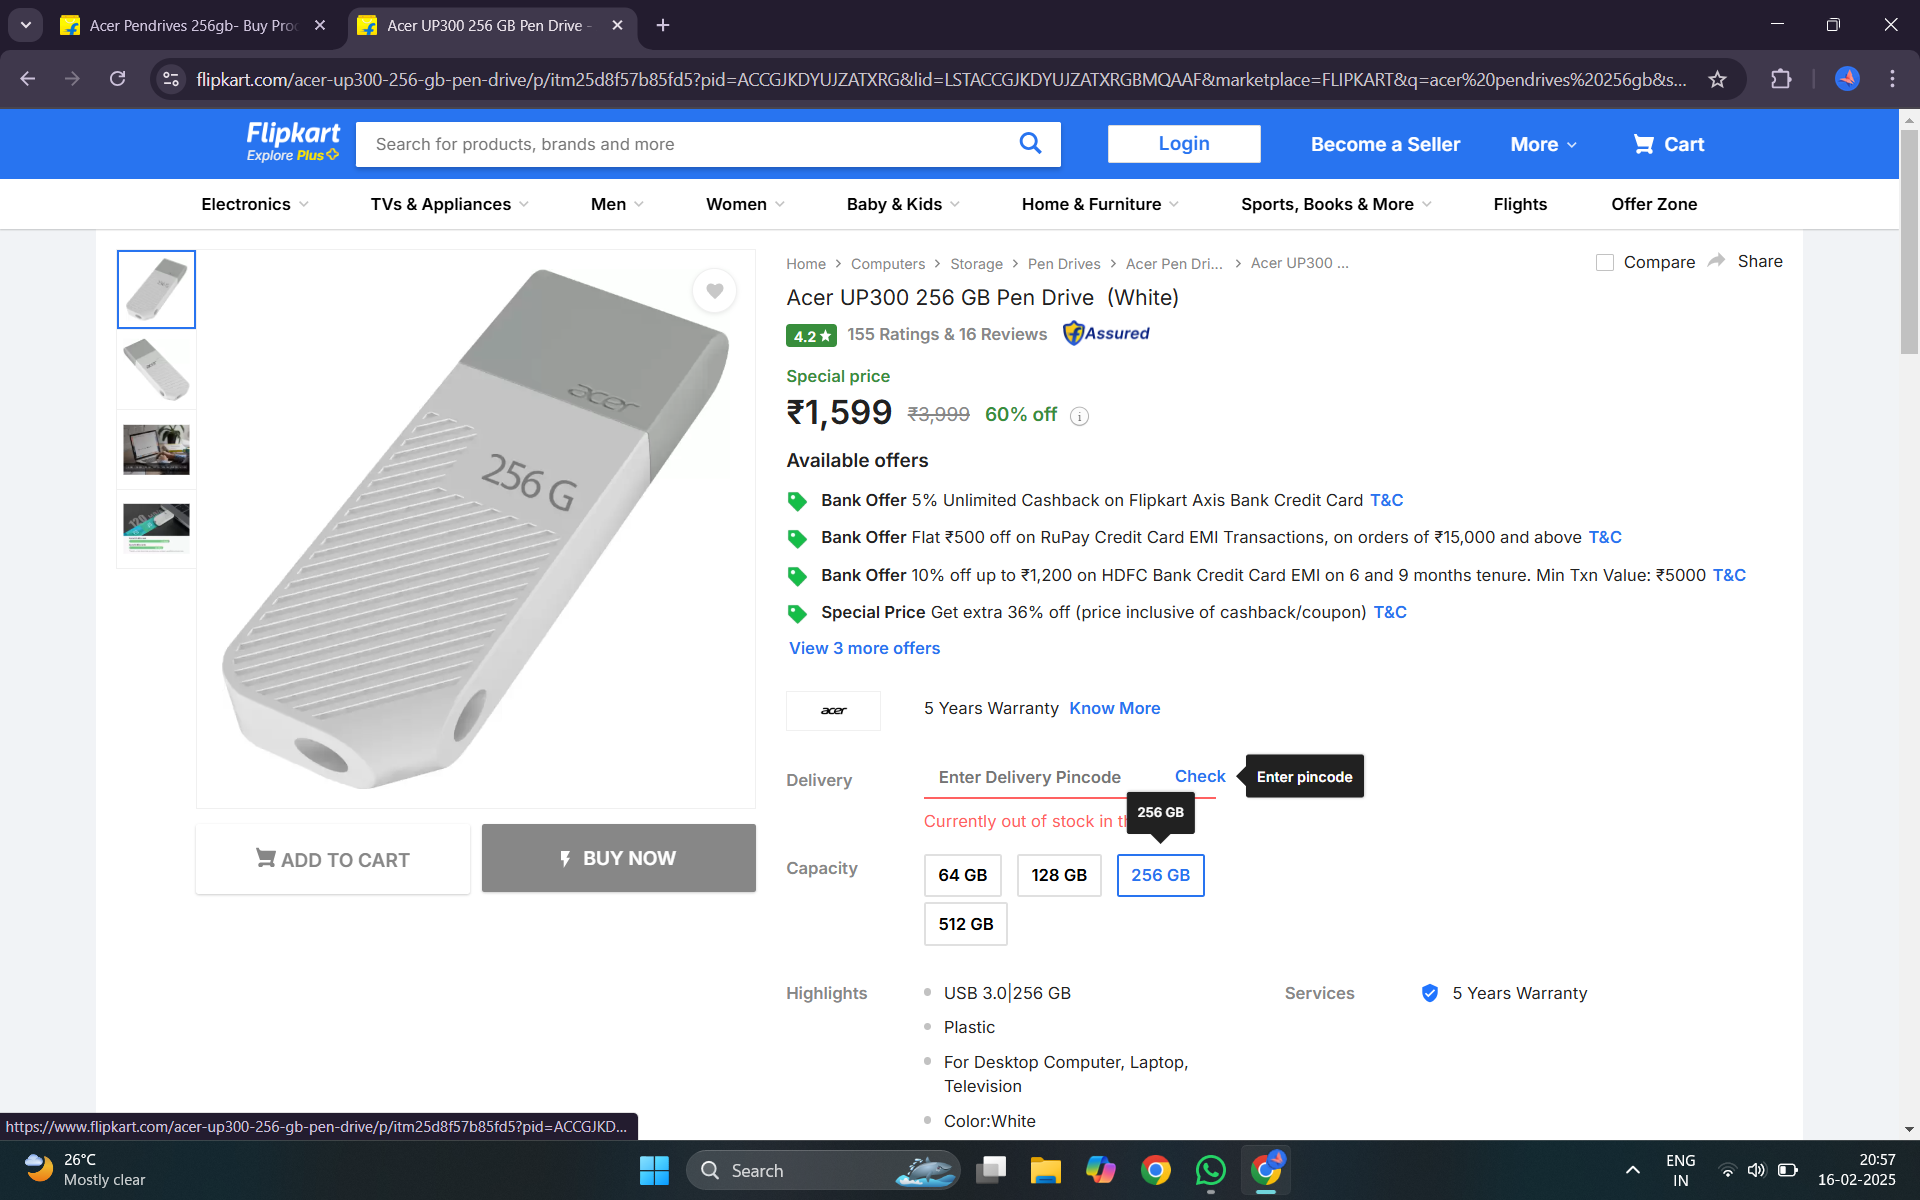 Acer Pendrives 256gb- Buy Proc
Acer UP300 256 GB Pen Drive -
flipkart.com/acer-up300-256-gb-pen-drive/p/itm25d8f57b85fd5?pid=ACCGJKDYUJZATXRG&lid=LSTACCGJKDYUJZATXRGBMQAAF&marketplace=FLIPKART&q=acer%20pendrives%20256gb&s...
Flipkart
Explore Plus
Search for products, brands and more
Login
Become a Seller
More
Cart
Electronics
TVs & Appliances
Men
Women
Baby & Kids
Home & Furniture
Sports, Books & More
Flights
Offer Zone
acer
256 G
Home > Computers > Storage > Pen Drives > Acer Pen Dri... > Acer UP300 ...
Compare
Share
Acer UP300 256 GB Pen Drive (White)
4.2★ 155 Ratings & 16 Reviews Assured
Special price
₹1,599 ₹3,999 60% off i
Available offers
Bank Offer 5% Unlimited Cashback on Flipkart Axis Bank Credit Card T&C
Bank Offer Flat ₹500 off on RuPay Credit Card EMI Transactions, on orders of ₹15,000 and above T&C
Bank Offer 10% off up to ₹1,200 on HDFC Bank Credit Card EMI on 6 and 9 months tenure. Min Txn Value: ₹5000 T&C
Special Price Get extra 36% off (price inclusive of cashback/coupon) T&C
View 3 more offers
acer
5 Years Warranty Know More
Delivery
Enter Delivery Pincode
Check
Enter pincode
Currently out of stock in
256 GB
ADD TO CART
BUY NOW
Capacity
64 GB
128 GB
256 GB
512 GB
Highlights
USB 3.0|256 GB
Plastic
For Desktop Computer, Laptop,
Television
Color:White
Services
5 Years Warranty
https://www.flipkart.com/acer-up300-256-gb-pen-drive/p/itm25d8f57b85fd5?pid=ACCGJKD...
26°C
Mostly clear
Search
ENG
IN
20:57
16-02-2025